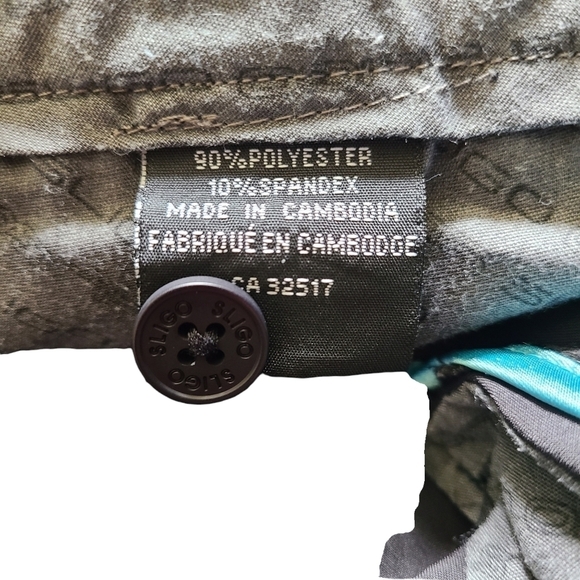 90%POLYESTER
10%SPANDEX
MADE IN CAMBODIA
FABRIQUÉ EN CAMBODGE
CA 32517
SLIGO SLIGO SLIGO